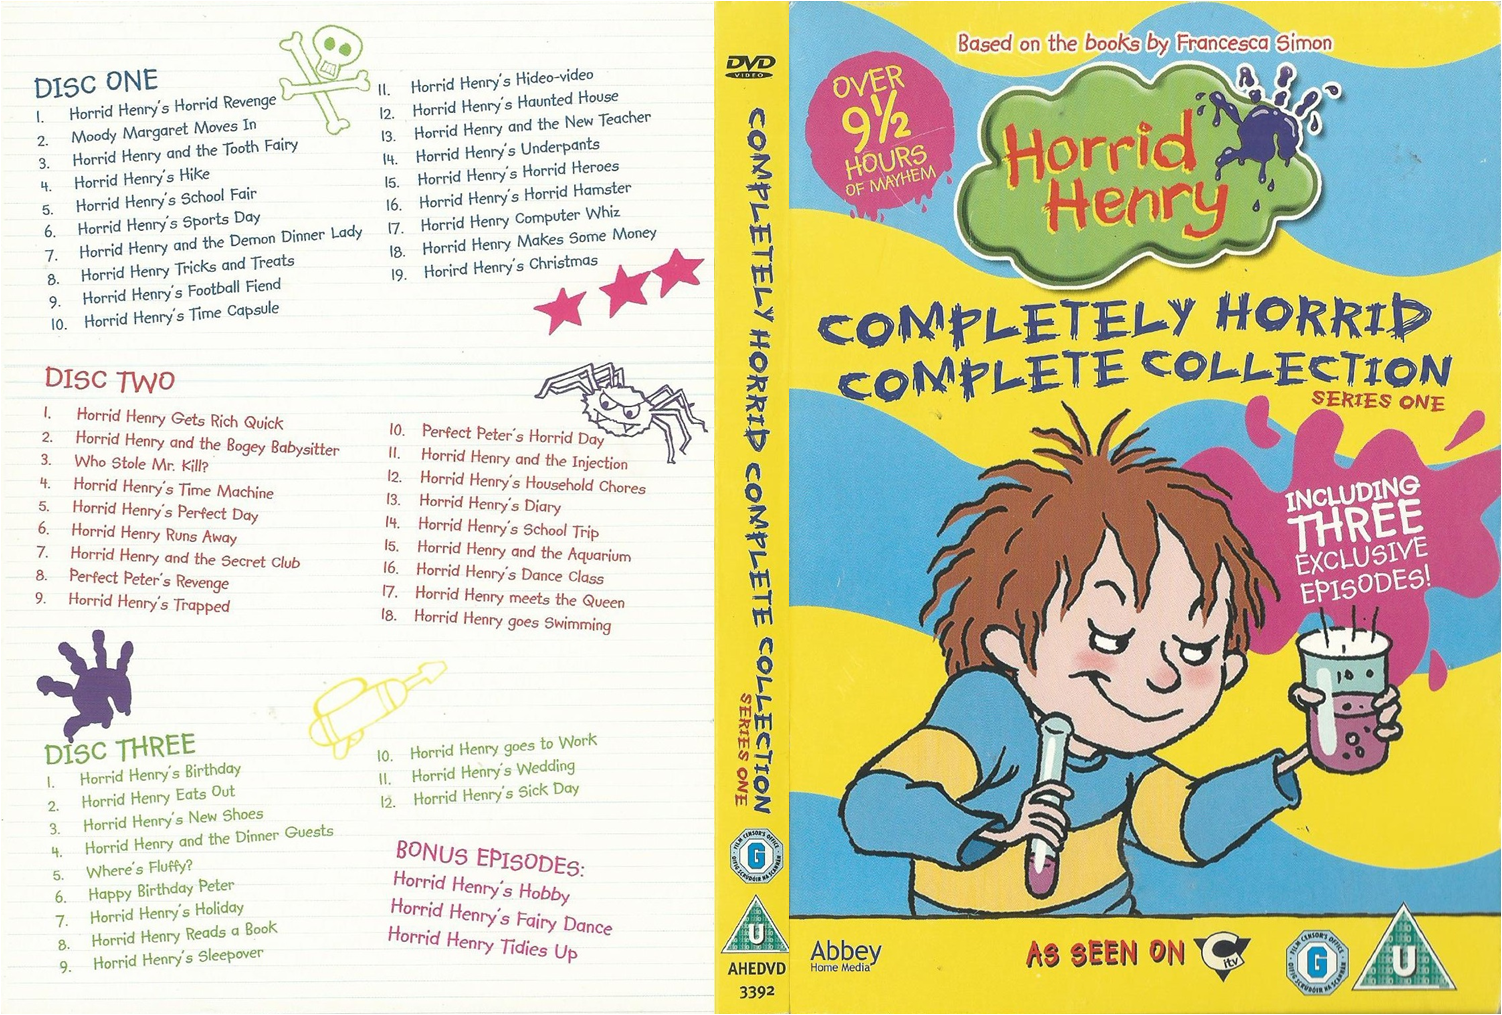 DISC ONE
1. Horrid Henry's Horrid Revenge
2. Moody Margaret Moves In
3. Horrid Henry and the Tooth Fairy
4. Horrid Henry's Hike
5. Horrid Henry's School Fair
6. Horrid Henry's Sports Day
7. Horrid Henry and the Demon Dinner Lady
8. Horrid Henry Tricks and Treats
9. Horrid Henry's Football Fiend
10. Horrid Henry's Time Capsule
11. Horrid Henry's Hideo-video
12. Horrid Henry's Haunted House
13. Horrid Henry and the New Teacher
14. Horrid Henry's Underpants
15. Horrid Henry's Horrid Heroes
16. Horrid Henry's Horrid Hamster
17. Horrid Henry Computer Whiz
18. Horrid Henry Makes Some Money
19. Horird Henry's Christmas
DISC TWO
1. Horrid Henry Gets Rich Quick
2. Horrid Henry and the Bogey Babysitter
3. Who Stole Mr. Kill?
4. Horrid Henry's Time Machine
5. Horrid Henry's Perfect Day
6. Horrid Henry Runs Away
7. Horrid Henry and the Secret Club
8. Perfect Peter's Revenge
9. Horrid Henry's Trapped
10. Perfect Peter's Horrid Day
11. Horrid Henry and the Injection
12. Horrid Henry's Household Chores
13. Horrid Henry's Diary
14. Horrid Henry's School Trip
15. Horrid Henry and the Aquarium
16. Horrid Henry's Dance Class
17. Horrid Henry meets the Queen
18. Horrid Henry goes Swimming
DISC THREE
1. Horrid Henry's Birthday
2. Horrid Henry Eats Out
3. Horrid Henry's New Shoes
4. Horrid Henry and the Dinner Guests
5. Where's Fluffy?
6. Happy Birthday Peter
7. Horrid Henry's Holiday
8. Horrid Henry Reads a Book
9. Horrid Henry's Sleepover
10. Horrid Henry goes to Work
11. Horrid Henry's Wedding
12. Horrid Henry's Sick Day
BONUS EPISODES:
Horrid Henry's Hobby
Horrid Henry's Fairy Dance
Horrid Henry Tidies Up
DVD
VIDEO
COMPLETELY HORRID COMPLETE COLLECTION
SERIES ONE
FILM CENSOR'S OFFICE
G
OIFIG SCRÚDÓIR NA SCANNÁN
U
AHEDVD
3392
Based on the books by Francesca Simon
OVER
9½
HOURS
OF MAYHEM
Horrid
Henry
COMPLETELY HORRID
COMPLETE COLLECTION
SERIES ONE
INCLUDING
THREE
EXCLUSIVE
EPISODES!
Abbey
Home Media
AS SEEN ON
C
itv
FILM CENSOR'S OFFICE
G
OIFIG SCRÚDÓIR NA SCANNÁN
U